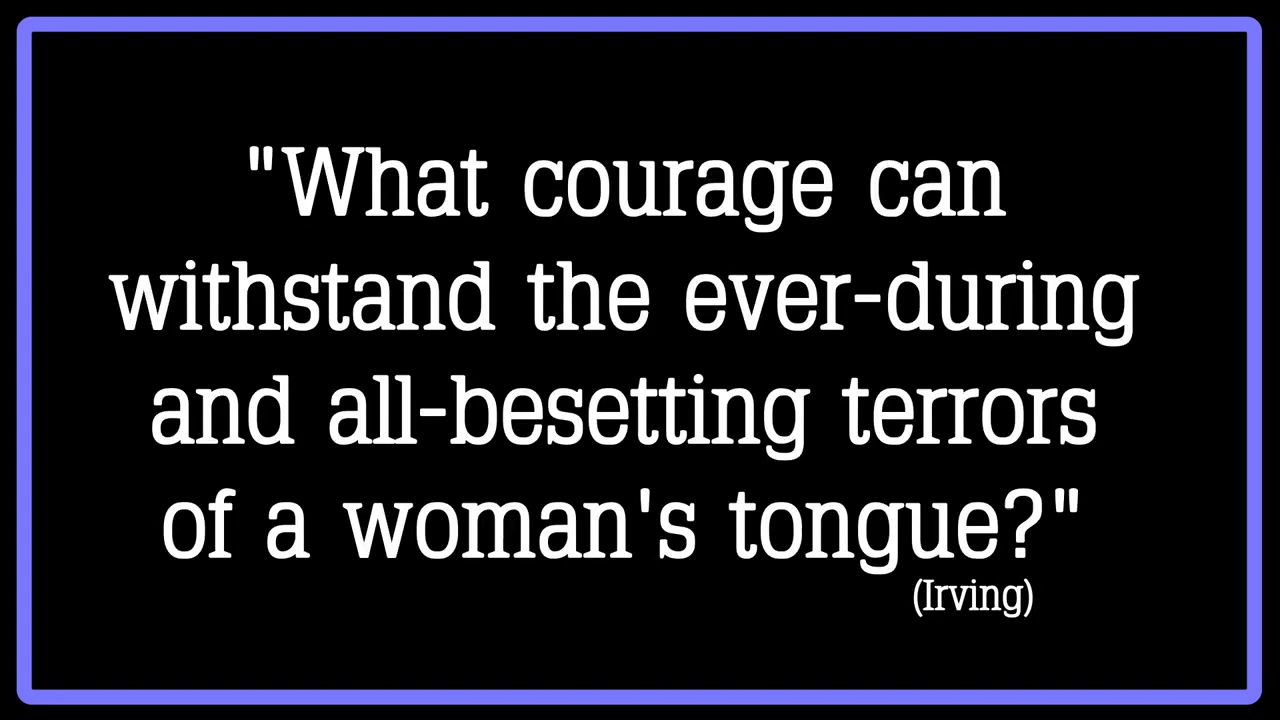 "What courage can
withstand the ever-during
and all-besetting terrors
of a woman's tongue?"
(Irving)